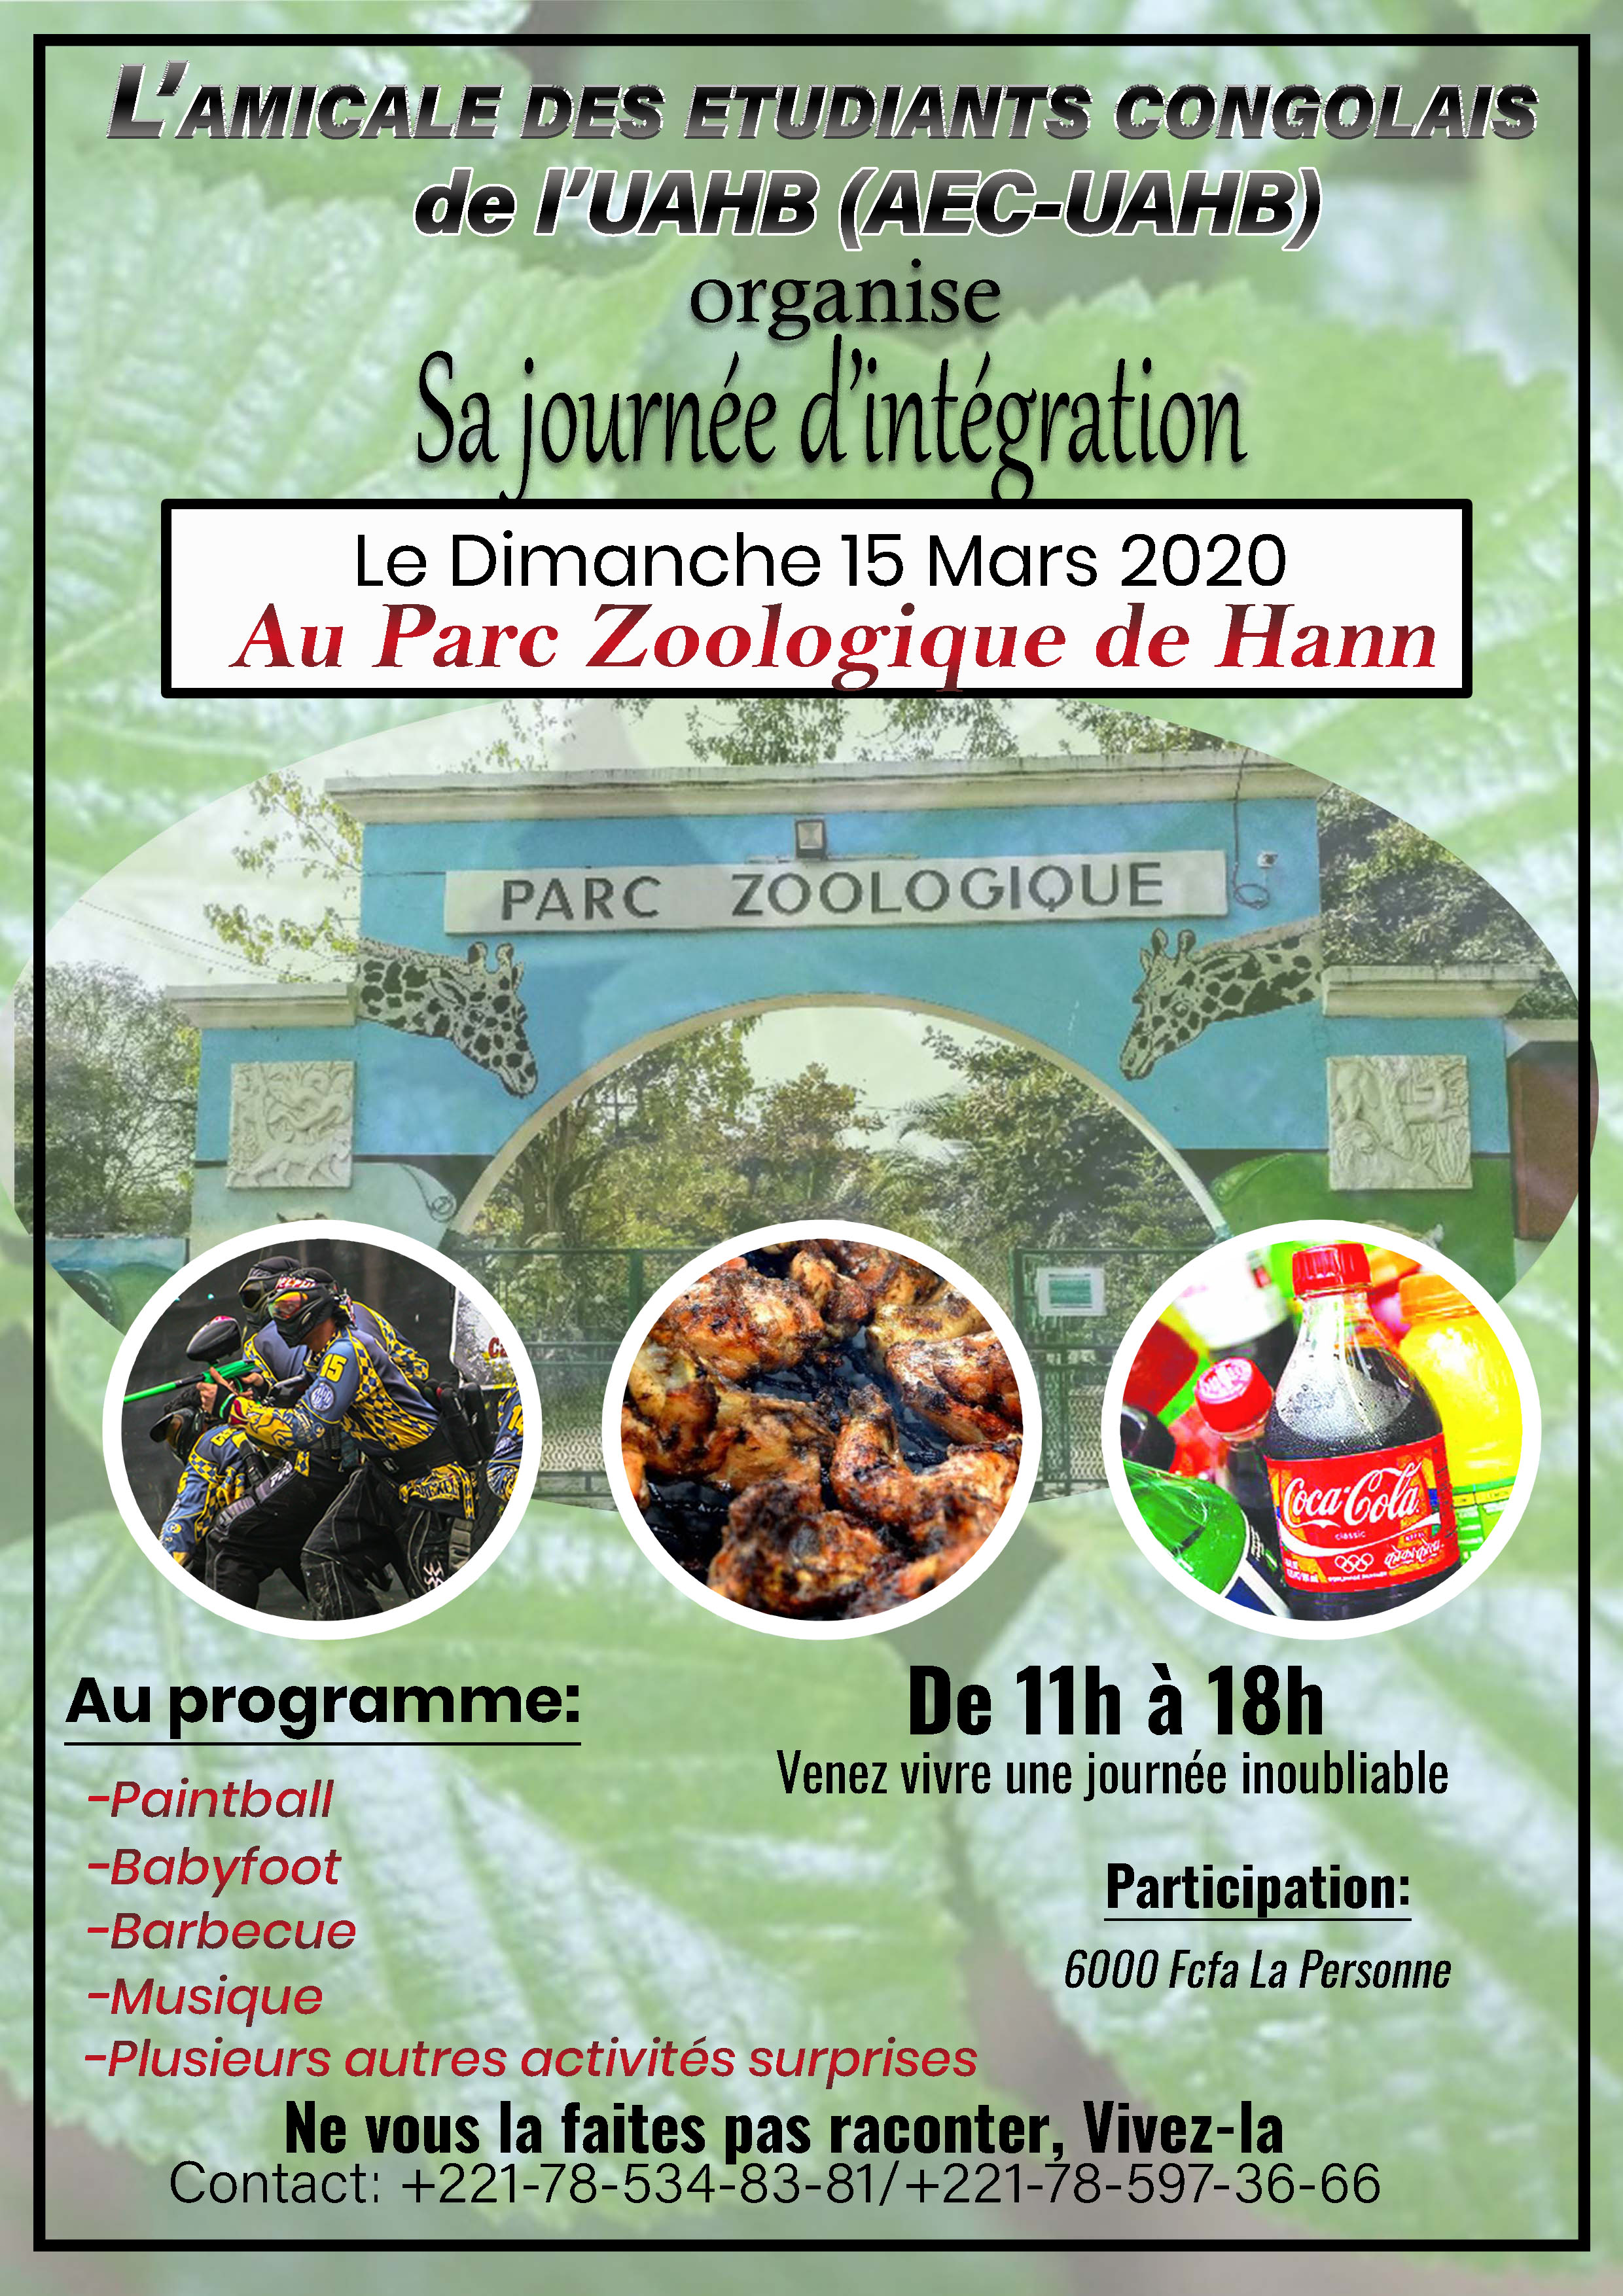 L'AMICALE DES ETUDIANTS CONGOLAIS
de l'UAHB (AEC-UAHB)
organise
Sa journée d'intégration
Le Dimanche 15 Mars 2020
Au Parc Zoologique de Hann
PARC ZOOLOGIQUE
15
Coca-Cola
classic
Au programme:
-Paintball
-Babyfoot
-Barbecue
-Musique
-Plusieurs autres activités surprises
De 11h à 18h
Venez vivre une journée inoubliable
Participation:
6000 Fcfa La Personne
Ne vous la faites pas raconter, Vivez-la
Contact: +221-78-534-83-81/+221-78-597-36-66